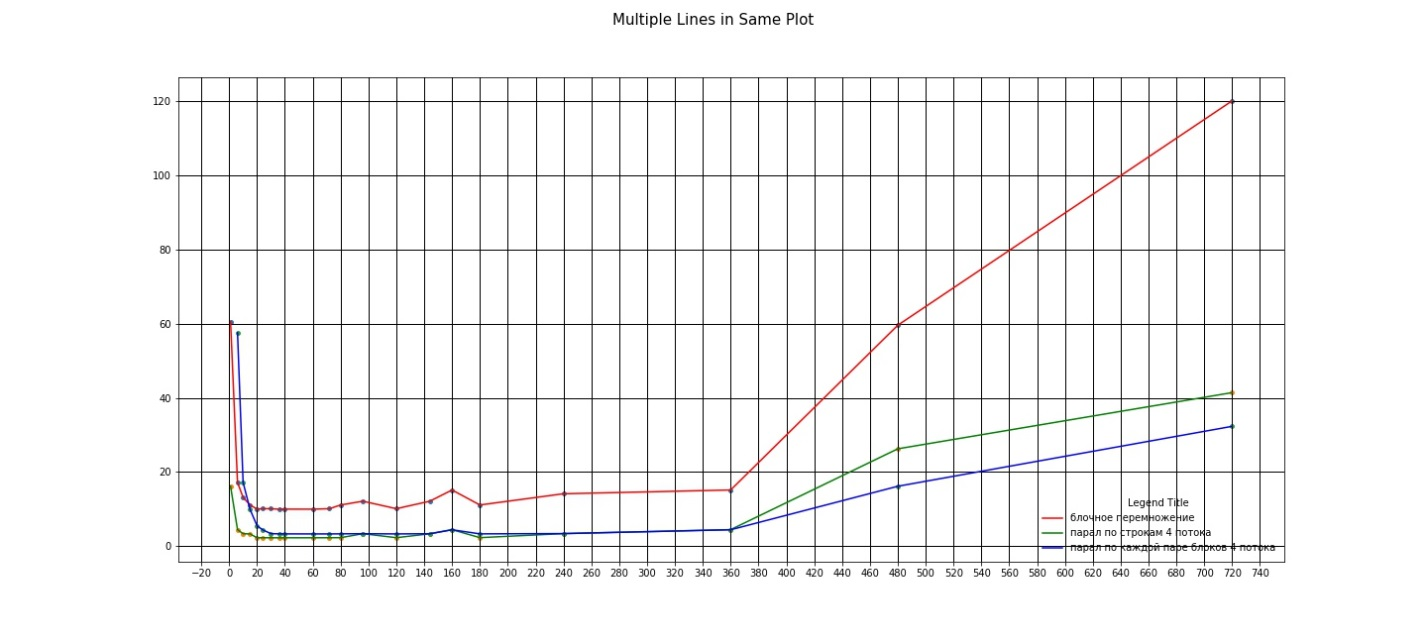 Multiple Lines in Same Plot
120
100
80
60
40
20
0
Legend Title
блочное перемножение
парал по строкам 4 потока
парал по каждой паре блоков 4 потока
−20 0 20 40 60 80 100 120 140 160 180 200 220 240 260 280 300 320 340 360 380 400 420 440 460 480 500 520 540 560 580 600 620 640 660 680 700 720 740